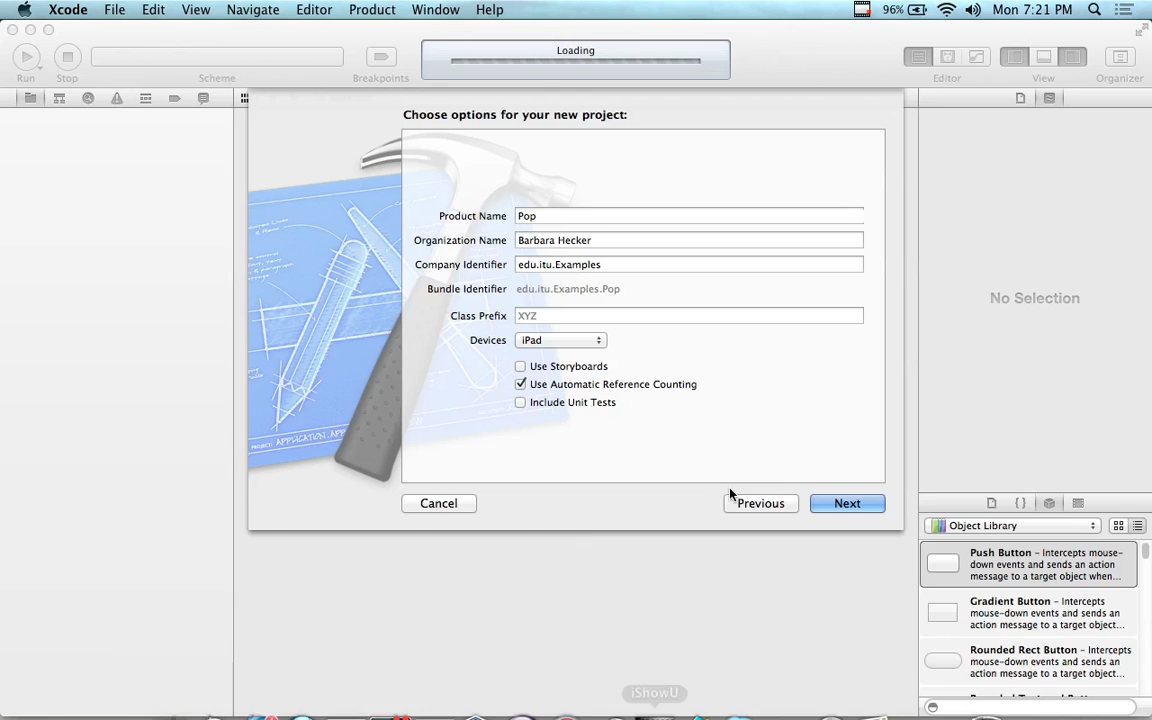 Xcode File Edit View Navigate Editor Product Window Help 96% Mon 7:21 PM
Loading
Run Stop Scheme Breakpoints Editor View Organizer
Choose options for your new project:
Product Name Pop
Organization Name Barbara Hecker
Company Identifier edu.itu.Examples
Bundle Identifier edu.itu.Examples.Pop
Class Prefix XYZ
Devices iPad
Use Storyboards
Use Automatic Reference Counting
Include Unit Tests
Cancel Previous Next
No Selection
{ }
Object Library
Push Button – Intercepts mouse-
down events and sends an action
message to a target object when...
Gradient Button – Intercepts
mouse-down events and sends an
action message to a target object...
Rounded Rect Button – Intercepts
mouse-down events and sends an
action message to a target object...
iShowU